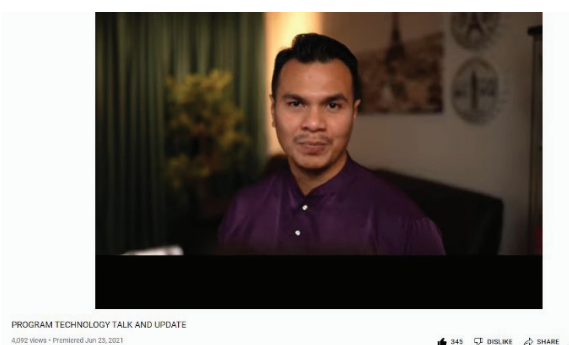 PROGRAM TECHNOLOGY TALK AND UPDATE
4,092 views • Premiered Jun 23, 2021
345 DISLIKE SHARE